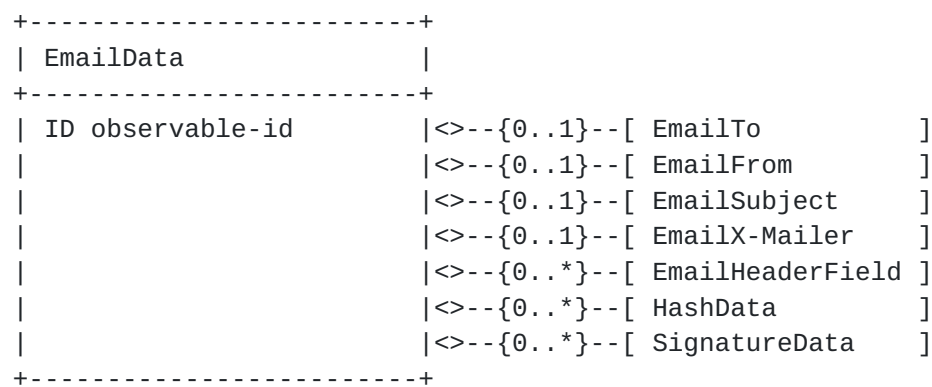 +-------------------------+
| EmailData               |
+-------------------------+
| ID observable-id        |<>--{0..1}--[ EmailTo          ]
|                         |<>--{0..1}--[ EmailFrom        ]
|                         |<>--{0..1}--[ EmailSubject     ]
|                         |<>--{0..1}--[ EmailX-Mailer    ]
|                         |<>--{0..*}--[ EmailHeaderField ]
|                         |<>--{0..*}--[ HashData         ]
|                         |<>--{0..*}--[ SignatureData    ]
+-------------------------+